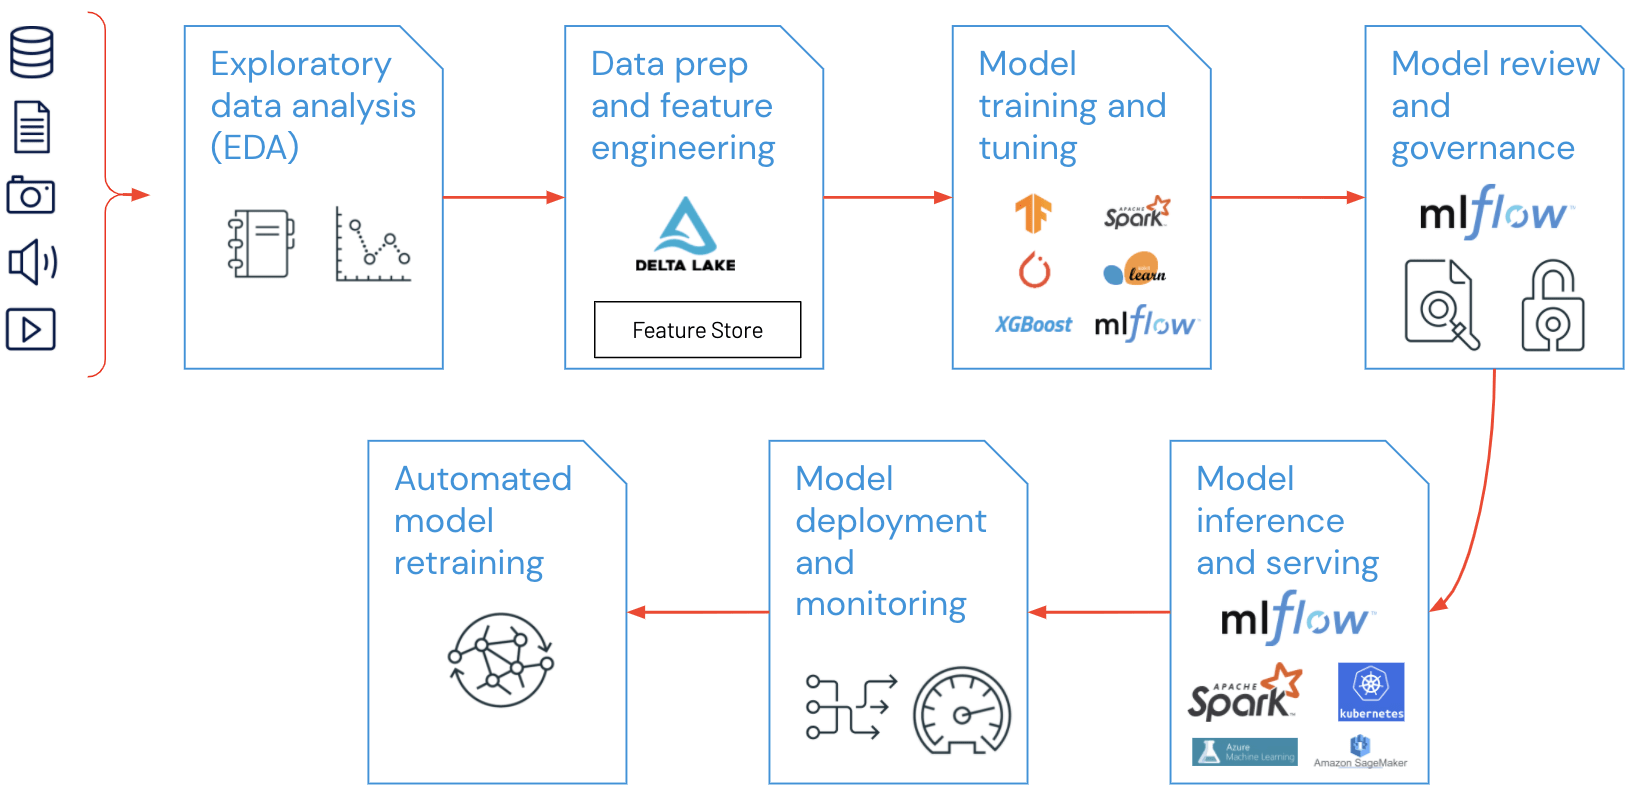 Exploratory
data analysis
(EDA)
Data prep
and feature
engineering
DELTA LAKE
Feature Store
Model
training and
tuning
APACHE
Spark
learn
XGBoost
mlflow
Model review
and
governance
mlflow
Automated
model
retraining
Model
deployment
and
monitoring
Model
inference
and serving
mlflow
APACHE
Spark
kubernetes
Azure
Machine Learning
Amazon SageMaker